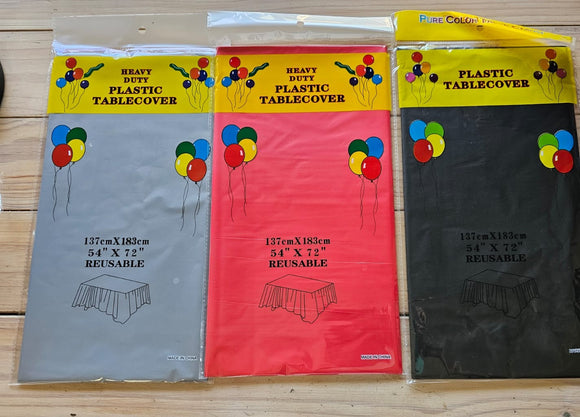 HEAVY
DUTY
PLASTIC
TABLECOVER
137cmX183cm
54" X 72"
REUSABLE
MADE IN CHINA
HEAVY
DUTY
PLASTIC
TABLECOVER
137cmX183cm
54" X 72"
REUSABLE
MADE IN CHINA
PURE COLOR
PLASTIC
TABLECOVER
137cmX183cm
54" X 72"
REUSABLE